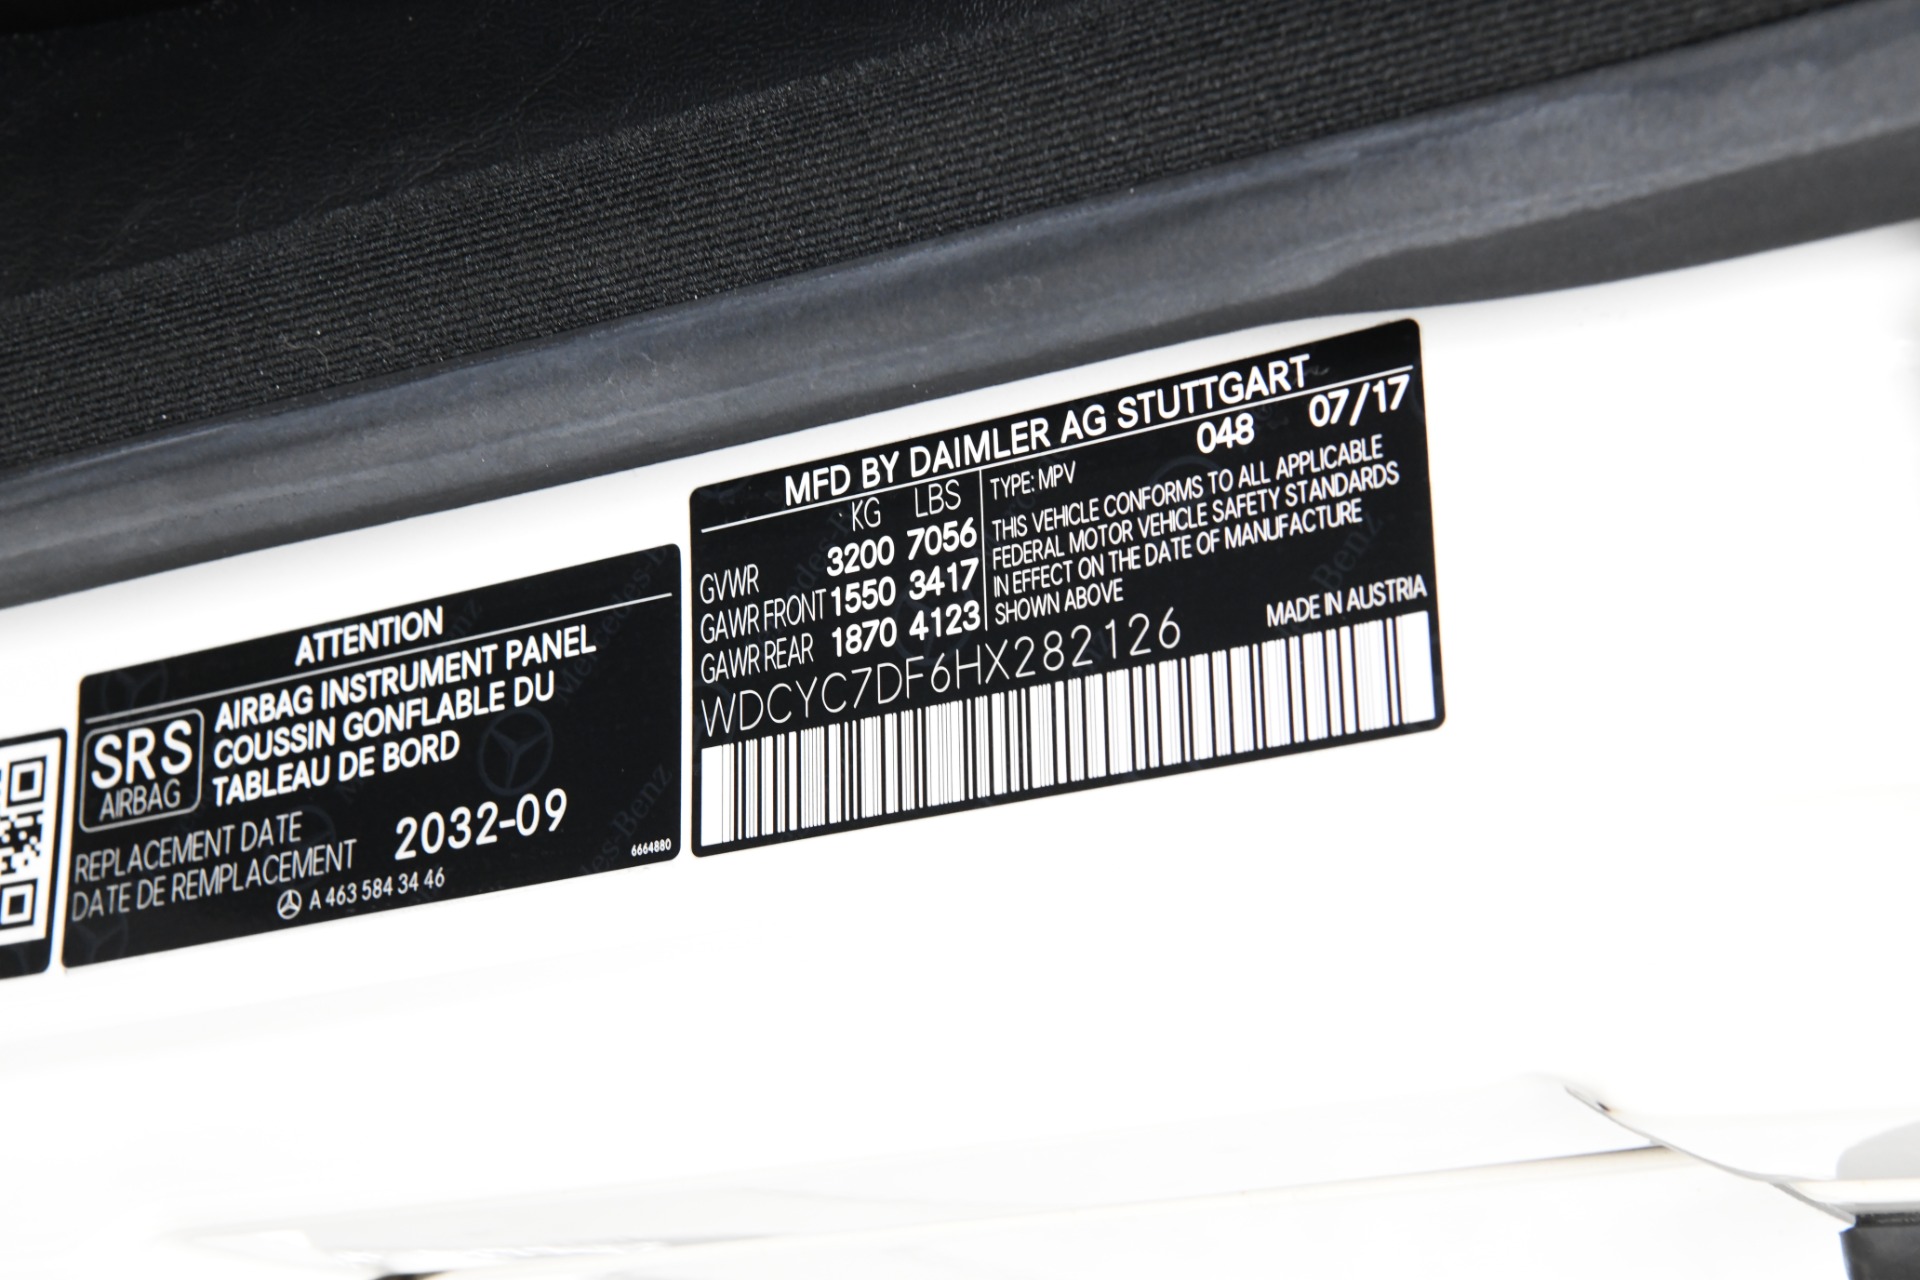 ATTENTION
SRS
AIRBAG
AIRBAG INSTRUMENT PANEL
COUSSIN GONFLABLE DU
TABLEAU DE BORD
REPLACEMENT DATE
DATE DE REMPLACEMENT
2032-09
A 463 584 34 46
6664880
MFD BY DAIMLER AG STUTTGART
KG LBS
GVWR 3200 7056
GAWR FRONT 1550 3417
GAWR REAR 1870 4123
048 07/17
TYPE: MPV
THIS VEHICLE CONFORMS TO ALL APPLICABLE
FEDERAL MOTOR VEHICLE SAFETY STANDARDS
IN EFFECT ON THE DATE OF MANUFACTURE
SHOWN ABOVE
WDCYC7DF6HX282126
MADE IN AUSTRIA